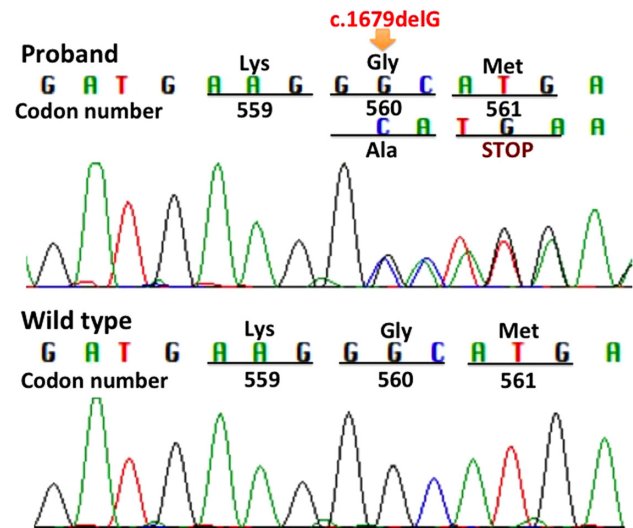 c.1679delG
Proband
Lys Gly Met
G A T G A A G G G C A T G A
Codon number 559 560 561
C A T G A A
Ala STOP
Wild type
Lys Gly Met
G A T G A A G G G C A T G A
Codon number 559 560 561